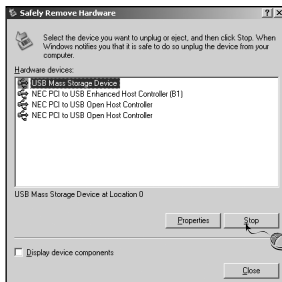 Safely Remove Hardware
Select the device you want to unplug or eject, and then click Stop. When
Windows notifies you that it is safe to do so unplug the device from your
computer.
Hardware devices:
USB Mass Storage Device
NEC PCI to USB Enhanced Host Controller (B1)
NEC PCI to USB Open Host Controller
NEC PCI to USB Open Host Controller
USB Mass Storage Device at Location 0
Properties
Stop
Display device components
Close